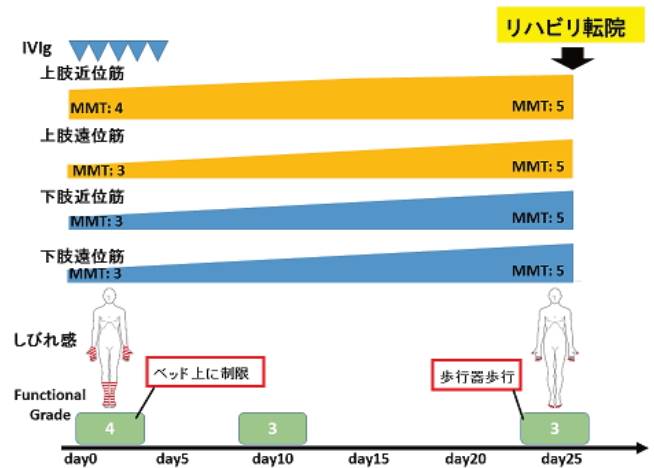 リハビリ転院
IVIg
上肢近位筋
MMT: 4
MMT: 5
上肢遠位筋
MMT: 3
MMT: 5
下肢近位筋
MMT: 3
MMT: 5
下肢遠位筋
MMT: 3
MMT: 5
しびれ感
ベッド上に制限
歩行器歩行
Functional
Grade
4
3
3
day0
day5
day10
day15
day20
day25